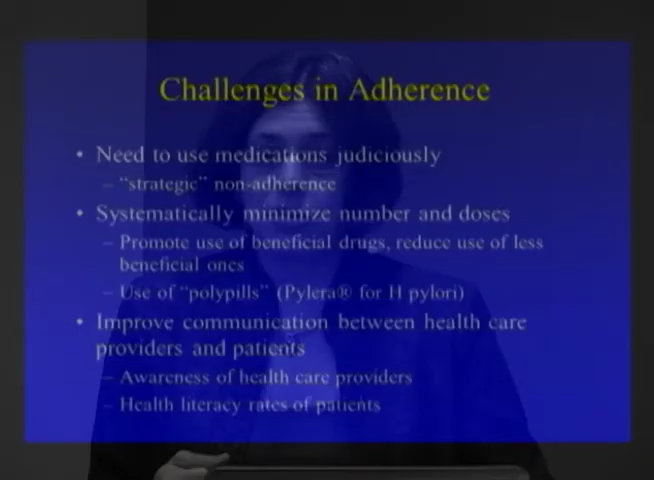 Challenges in Adherence
• Need to use medications judiciously
– "strategic" non-adherence
• Systematically minimize number and doses
– Promote use of beneficial drugs, reduce use of less
beneficial ones
– Use of "polypills" (Pylera® for H pylori)
• Improve communication between health care
providers and patients
– Awareness of health care providers
– Health literacy rates of patients